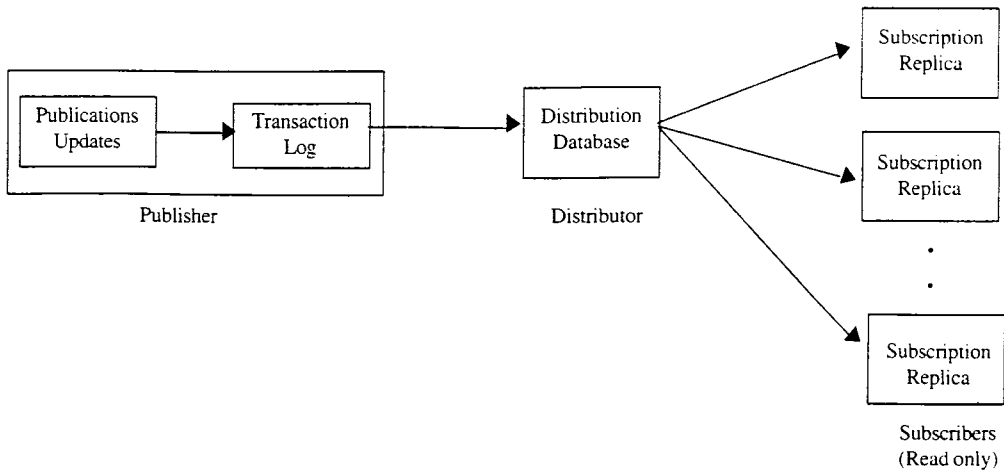 Publications
Updates
Transaction
Log
Publisher
Distribution
Database
Distributor
Subscription
Replica
Subscription
Replica
Subscription
Replica
Subscribers
(Read only)